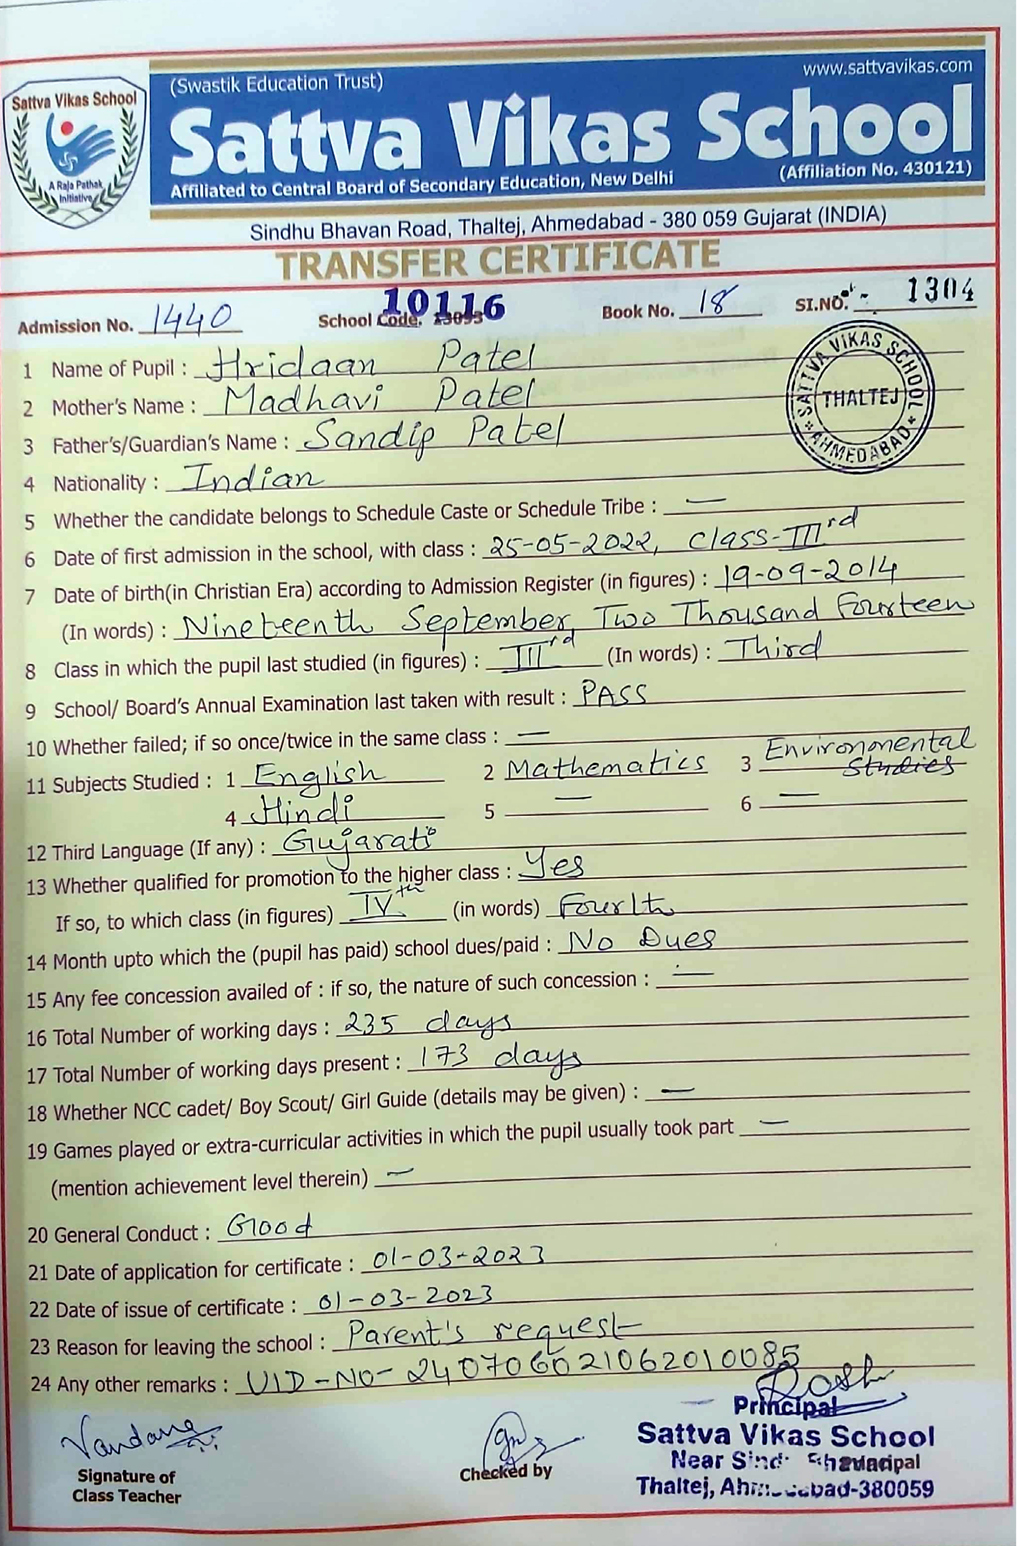 www.sattvavikas.com
(Swastik Education Trust)
Sattva Vikas School
Sattva Vikas School
A Raja Pathak
Initiative
Affiliated to Central Board of Secondary Education, New Delhi (Affiliation No. 430121)
Sindhu Bhavan Road, Thaltej, Ahmedabad - 380 059 Gujarat (INDIA)
TRANSFER CERTIFICATE
Admission No. 1440 School Code. 10116 Book No. 18 SI.NO. - 1304
SATTVA VIKAS SCHOOL
THALTEJ
* AHMEDABAD *
1 Name of Pupil : Hridaan Patel
2 Mother's Name : Madhavi Patel
3 Father's/Guardian's Name : Sandip Patel
4 Nationality : Indian
5 Whether the candidate belongs to Schedule Caste or Schedule Tribe : —
6 Date of first admission in the school, with class : 25-05-2022, Class-IIIrd
7 Date of birth(in Christian Era) according to Admission Register (in figures) : 19-09-2014
(In words) : Nineteenth September Two Thousand Fourteen
8 Class in which the pupil last studied (in figures) : IIIrd (In words) : Third
9 School/ Board's Annual Examination last taken with result : PASS
10 Whether failed; if so once/twice in the same class : —
11 Subjects Studied : 1 English 2 Mathematics 3 Environmental Studies
4 Hindi 5 — 6 —
12 Third Language (If any) : Gujarati
13 Whether qualified for promotion to the higher class : Yes
If so, to which class (in figures) IVth (in words) Fourth
14 Month upto which the (pupil has paid) school dues/paid : No Dues
15 Any fee concession availed of : if so, the nature of such concession : —
16 Total Number of working days : 235 days
17 Total Number of working days present : 173 days
18 Whether NCC cadet/ Boy Scout/ Girl Guide (details may be given) : —
19 Games played or extra-curricular activities in which the pupil usually took part —
(mention achievement level therein) —
20 General Conduct : Good
21 Date of application for certificate : 01-03-2023
22 Date of issue of certificate : 01-03-2023
23 Reason for leaving the school : Parent's request
24 Any other remarks : UID-NO- 240706021062010085
Vandana
Signature of
Class Teacher
Checked by
Principal
Sattva Vikas School
Near
Principal
Thaltej, Ahmedabad-380059